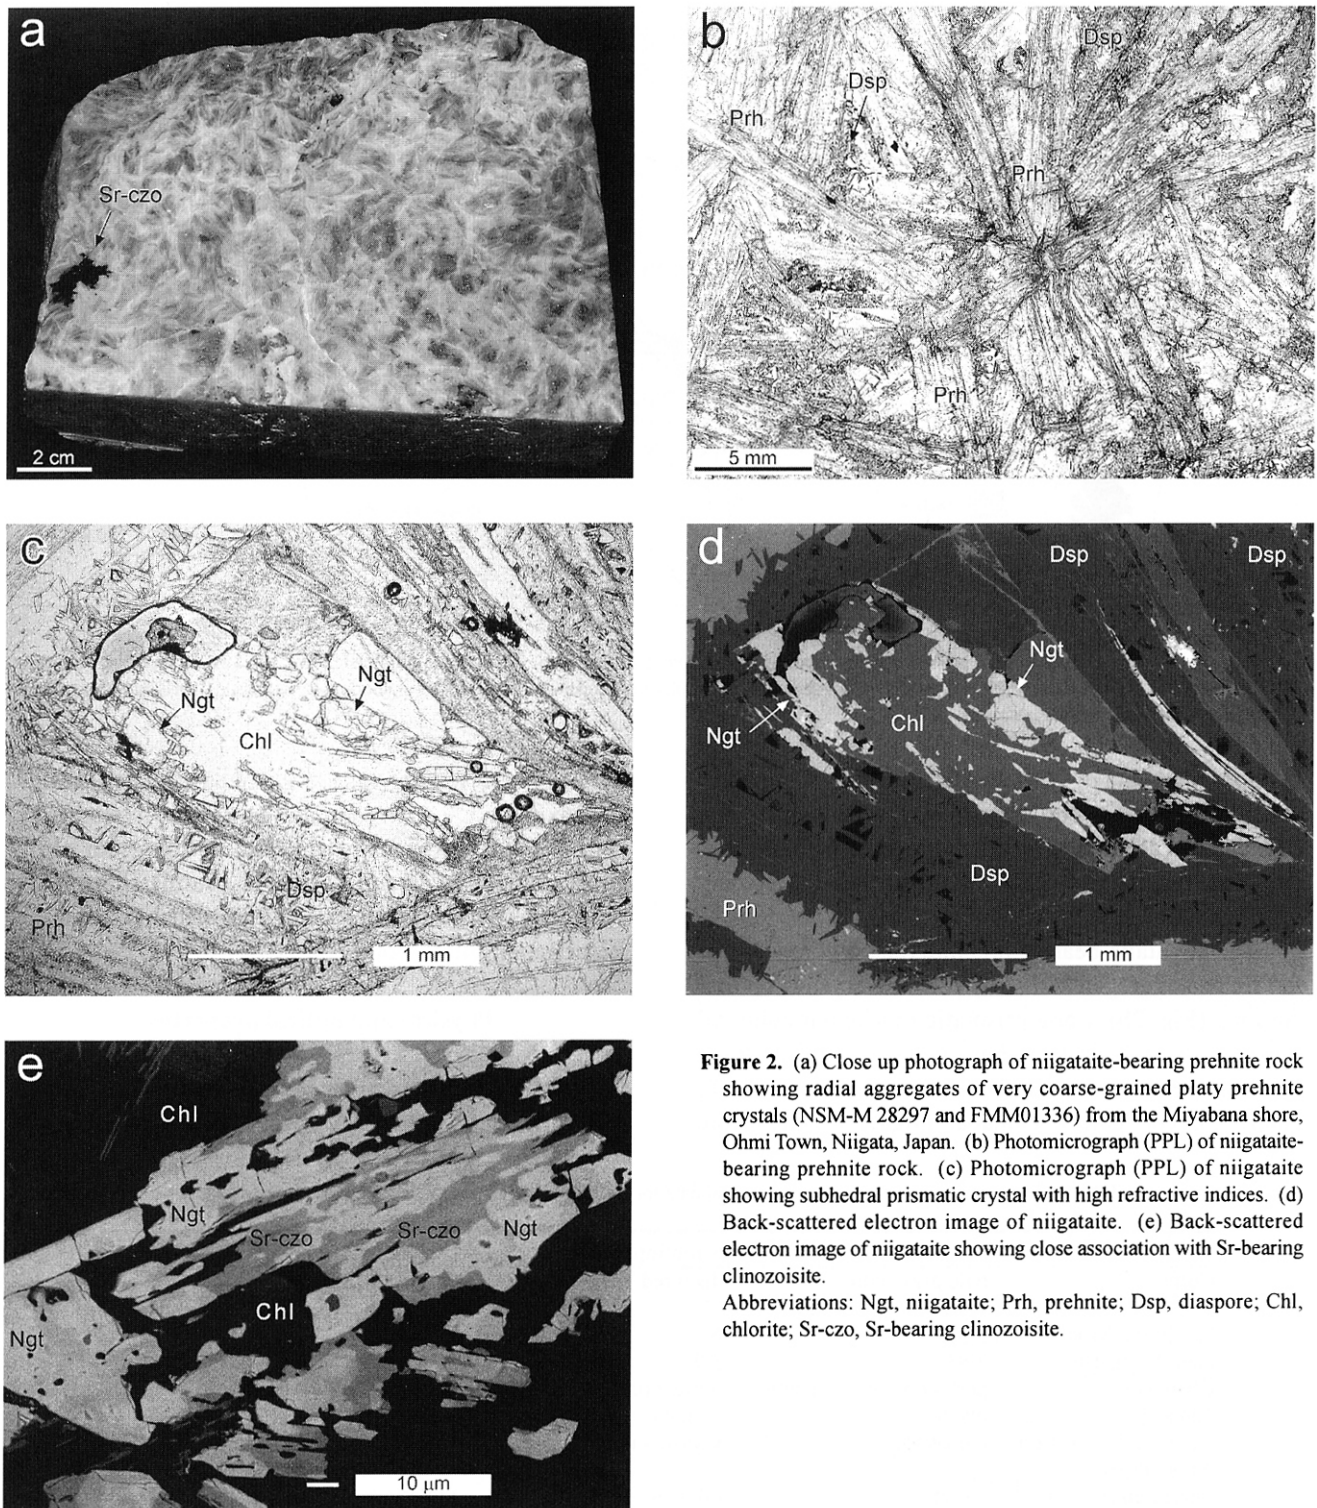 a
Sr-czo
2 cm
b
Dsp
Dsp
Prh
Prh
Prh
5 mm
c
Ngt
Ngt
Chl
Dsp
Prh
1 mm
d
Dsp
Dsp
Ngt
Ngt
Chl
Dsp
Prh
1 mm
e
Chl
Ngt
Sr-czo
Sr-czo
Ngt
Chl
Ngt
10 μm
Figure 2. (a) Close up photograph of niigataite-bearing prehnite rock
showing radial aggregates of very coarse-grained platy prehnite
crystals (NSM-M 28297 and FMM01336) from the Miyabana shore,
Ohmi Town, Niigata, Japan. (b) Photomicrograph (PPL) of niigataite-
bearing prehnite rock. (c) Photomicrograph (PPL) of niigataite
showing subhedral prismatic crystal with high refractive indices. (d)
Back-scattered electron image of niigataite. (e) Back-scattered
electron image of niigataite showing close association with Sr-bearing
clinozoisite.
Abbreviations: Ngt, niigataite; Prh, prehnite; Dsp, diaspore; Chl,
chlorite; Sr-czo, Sr-bearing clinozoisite.